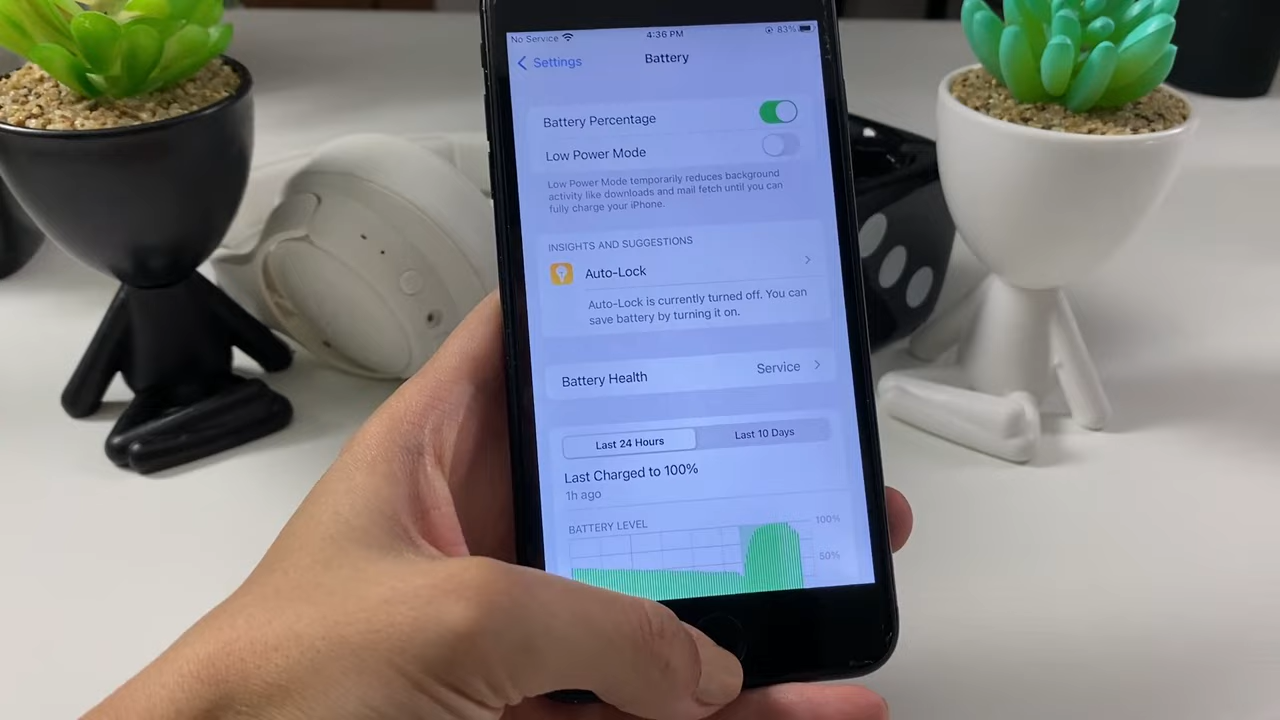 No Service 4:36 PM 83%
Settings Battery
Battery Percentage
Low Power Mode
Low Power Mode temporarily reduces background
activity like downloads and mail fetch until you can
fully charge your iPhone.
INSIGHTS AND SUGGESTIONS
Auto-Lock
Auto-Lock is currently turned off. You can
save battery by turning it on.
Battery Health Service
Last 24 Hours Last 10 Days
Last Charged to 100%
1h ago
BATTERY LEVEL
100%
50%